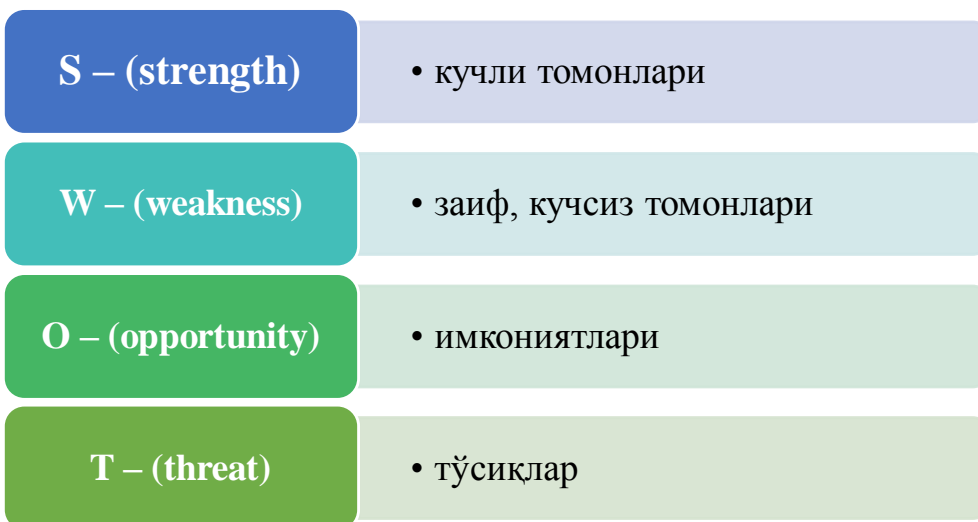 S – (strength)
• кучли томонлари
W – (weakness)
• заиф, кучсиз томонлари
O – (opportunity)
• имкониятлари
T – (threat)
• тўсиқлар